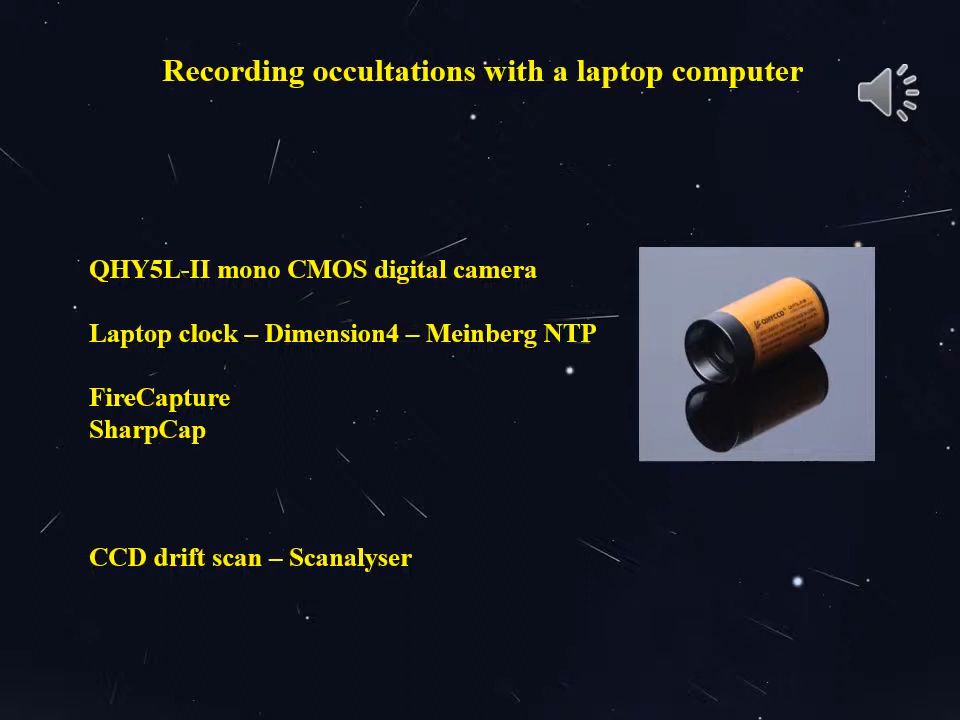 Recording occultations with a laptop computer
QHY5L-II mono CMOS digital camera
Laptop clock – Dimension4 – Meinberg NTP
FireCapture
SharpCap
CCD drift scan – Scanalyser